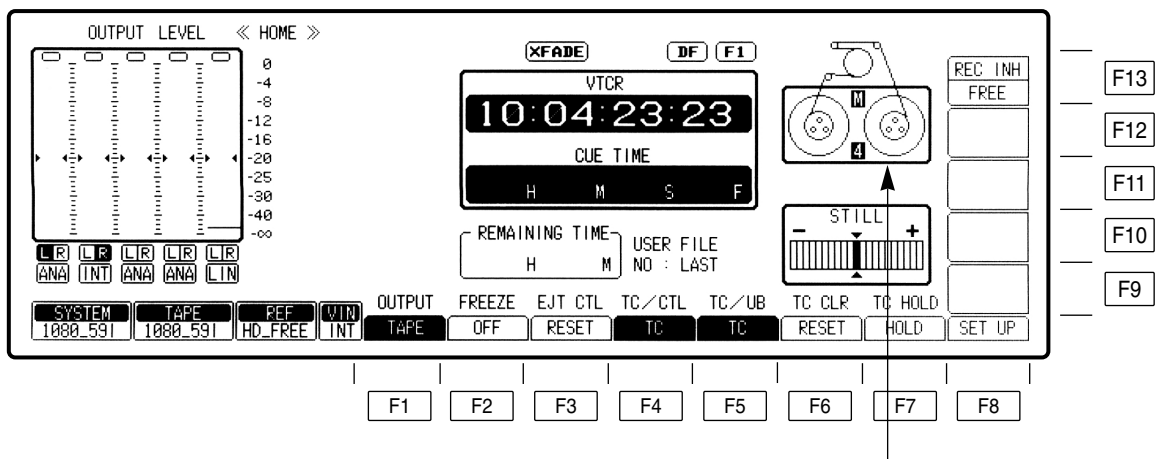 OUTPUT LEVEL ≪ HOME ≫
0
-4
-8
-12
-16
-20
-25
-30
-40
-∞
L R L R L R L R L R
ANA INT ANA ANA LIN
XFADE DF F1
VTCR
10:04:23:23
CUE TIME
H M S F
REMAINING TIME
H M
USER FILE
NO : LAST
M
4
STILL
- +
REC INH
FREE
SYSTEM TAPE REF VIN
1080_59I 1080_59I HD_FREE INT
OUTPUT FREEZE EJT CTL TC/CTL TC/UB TC CLR TC HOLD
TAPE OFF RESET TC TC RESET HOLD SET UP
F13
F12
F11
F10
F9
F1 F2 F3 F4 F5 F6 F7 F8